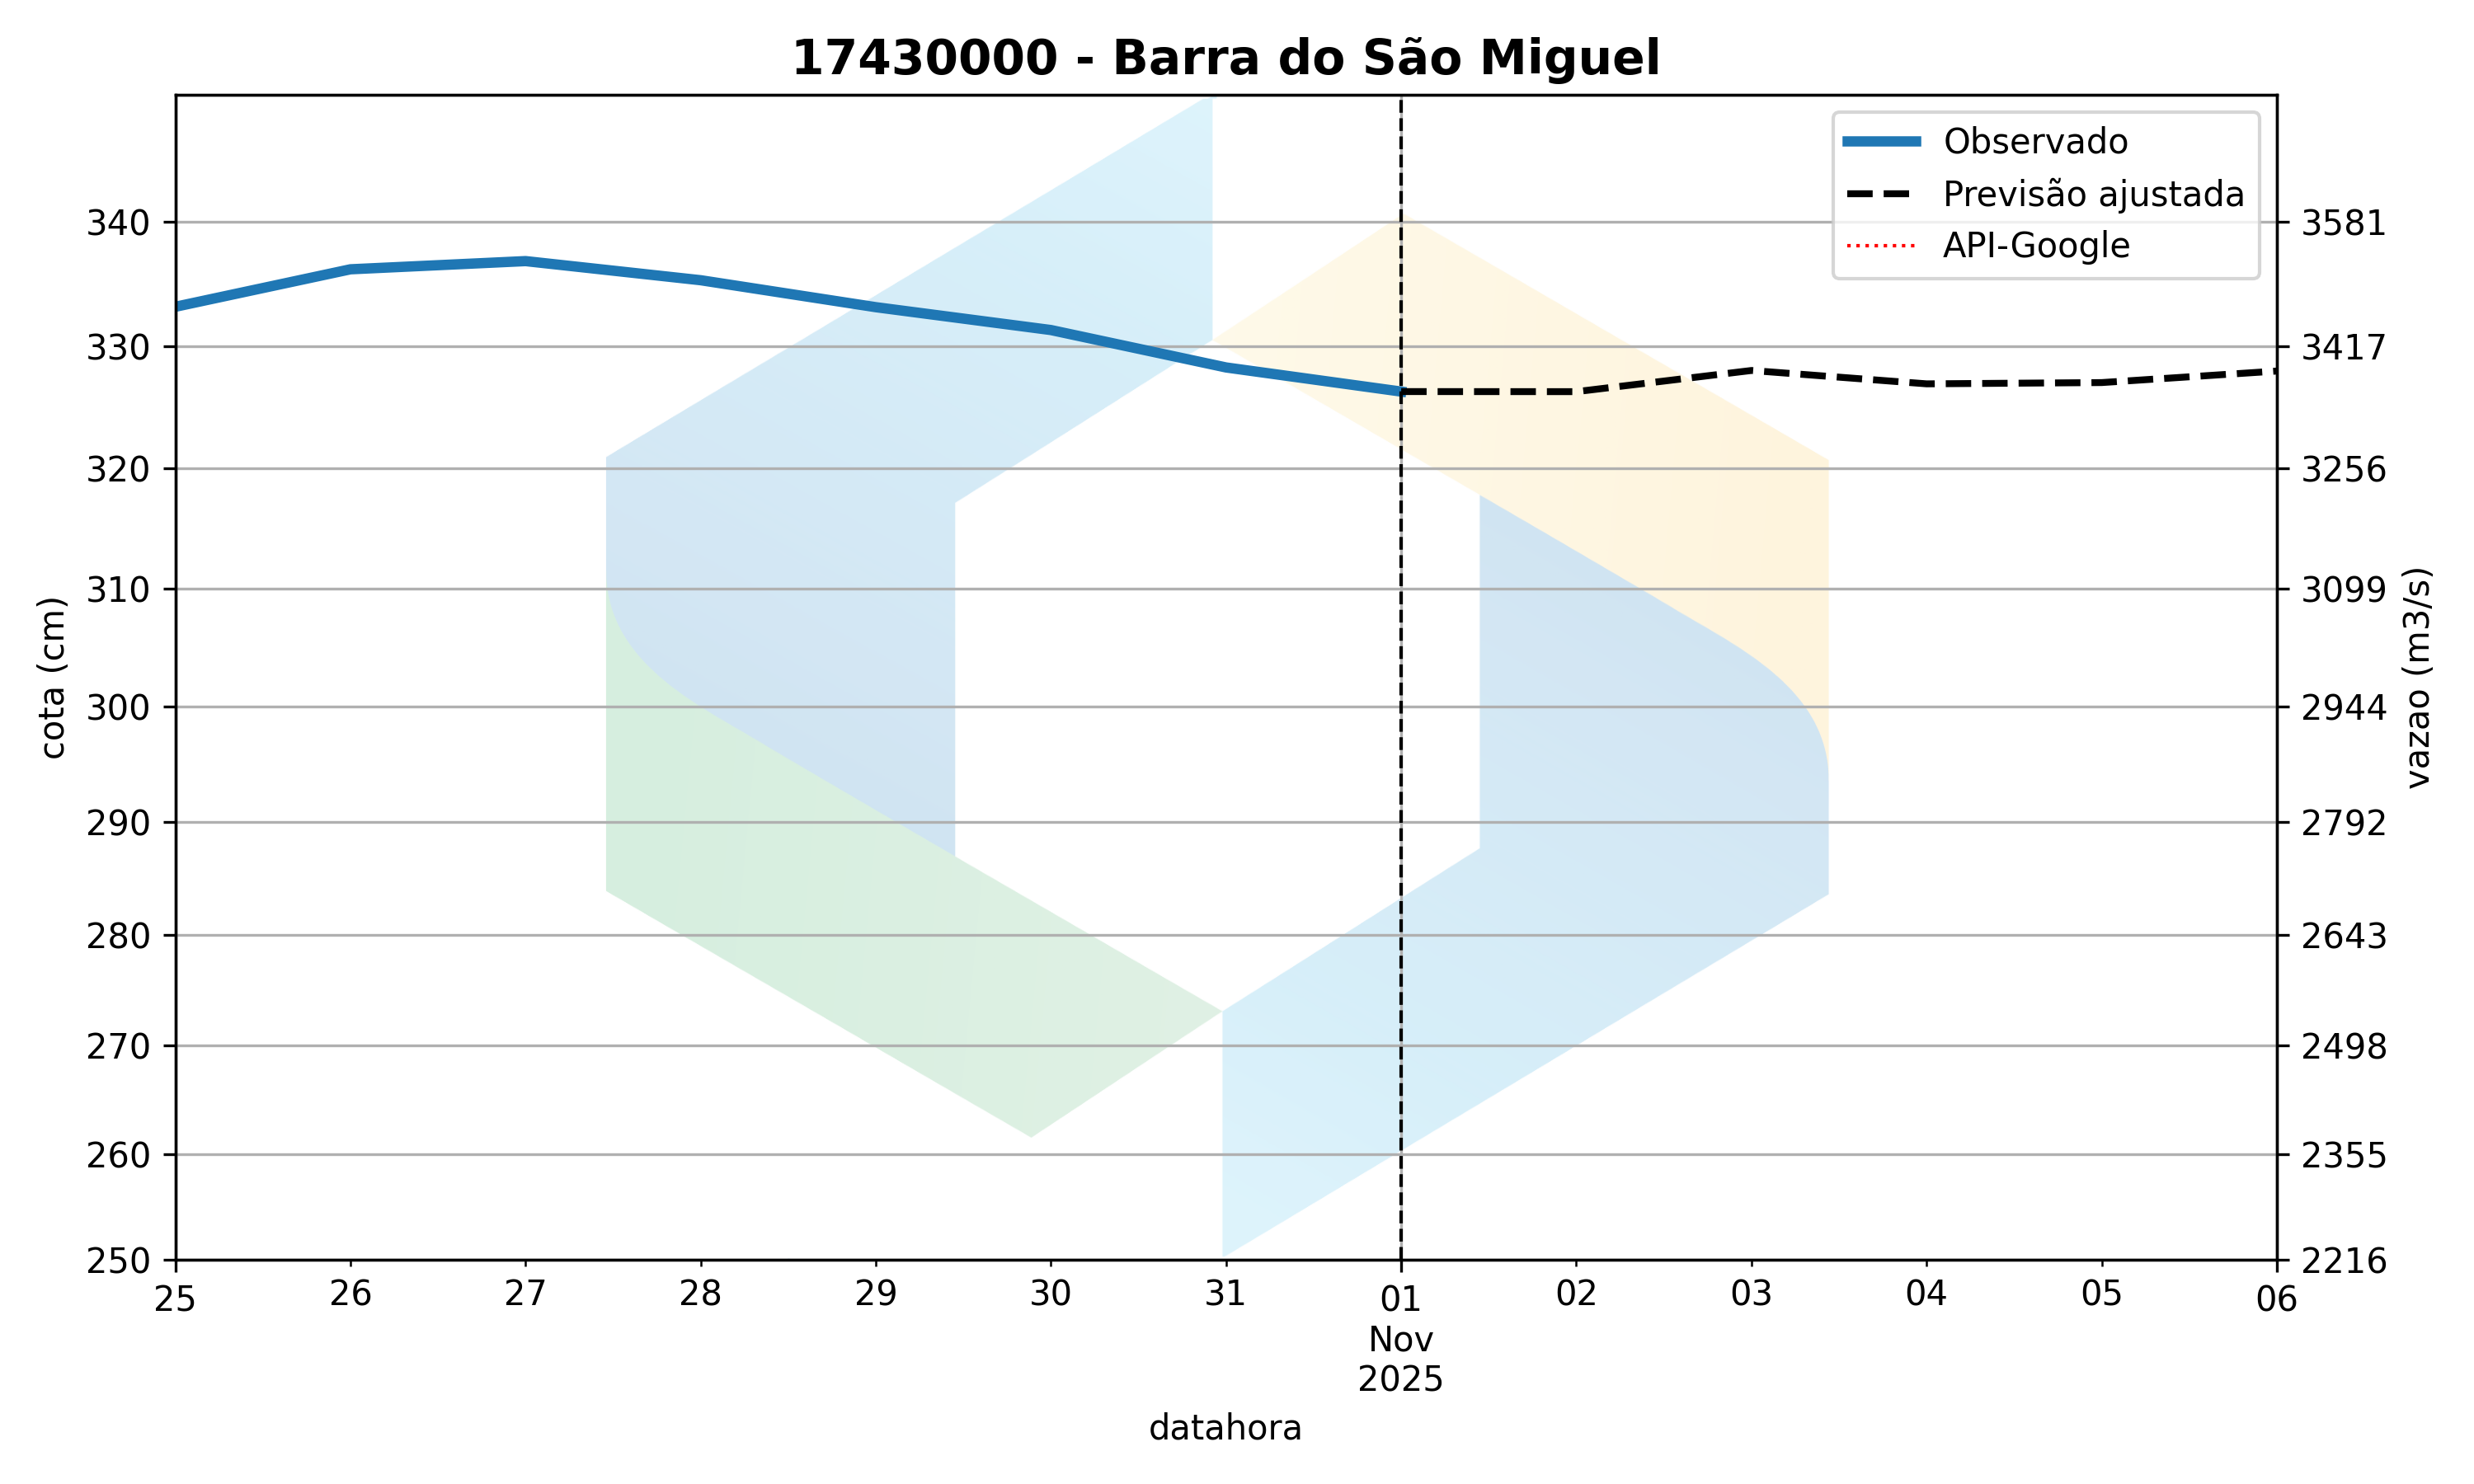 17430000 - Barra do São Miguel
Observado
Previsão ajustada
API-Google
340
330
320
310
300
290
280
270
260
250
cota (cm)
3581
3417
3256
3099
2944
2792
2643
2498
2355
2216
vazao (m3/s)
25 26 27 28 29 30 31 01 02 03 04 05 06
Nov
2025
datahora